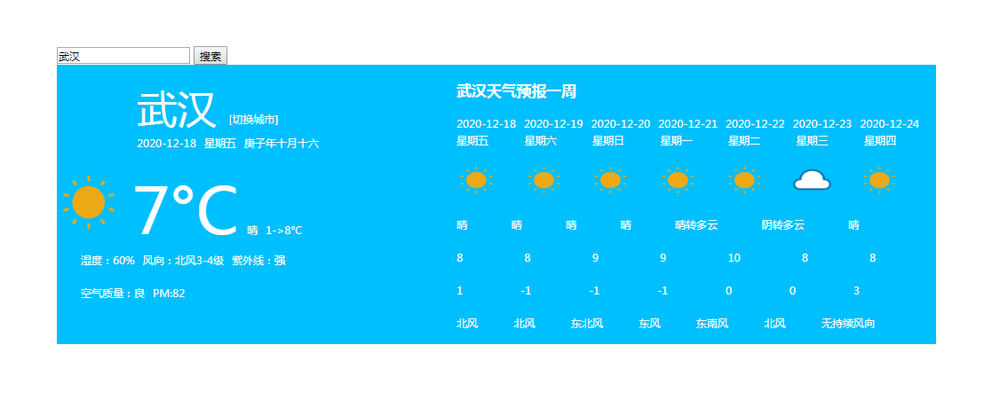 武汉 搜索
武汉 [切换城市]
2020-12-18 星期五 庚子年十月十六
7°C 晴 1->8℃
湿度：60% 风向：北风3-4级 紫外线：强
空气质量：良 PM:82
武汉天气预报一周
2020-12-18 2020-12-19 2020-12-20 2020-12-21 2020-12-22 2020-12-23 2020-12-24
星期五 星期六 星期日 星期一 星期二 星期三 星期四
晴 晴 晴 晴 晴转多云 阴转多云 晴
8 8 9 9 10 8 8
1 -1 -1 -1 0 0 3
北风 北风 东北风 东风 东南风 北风 无持续风向